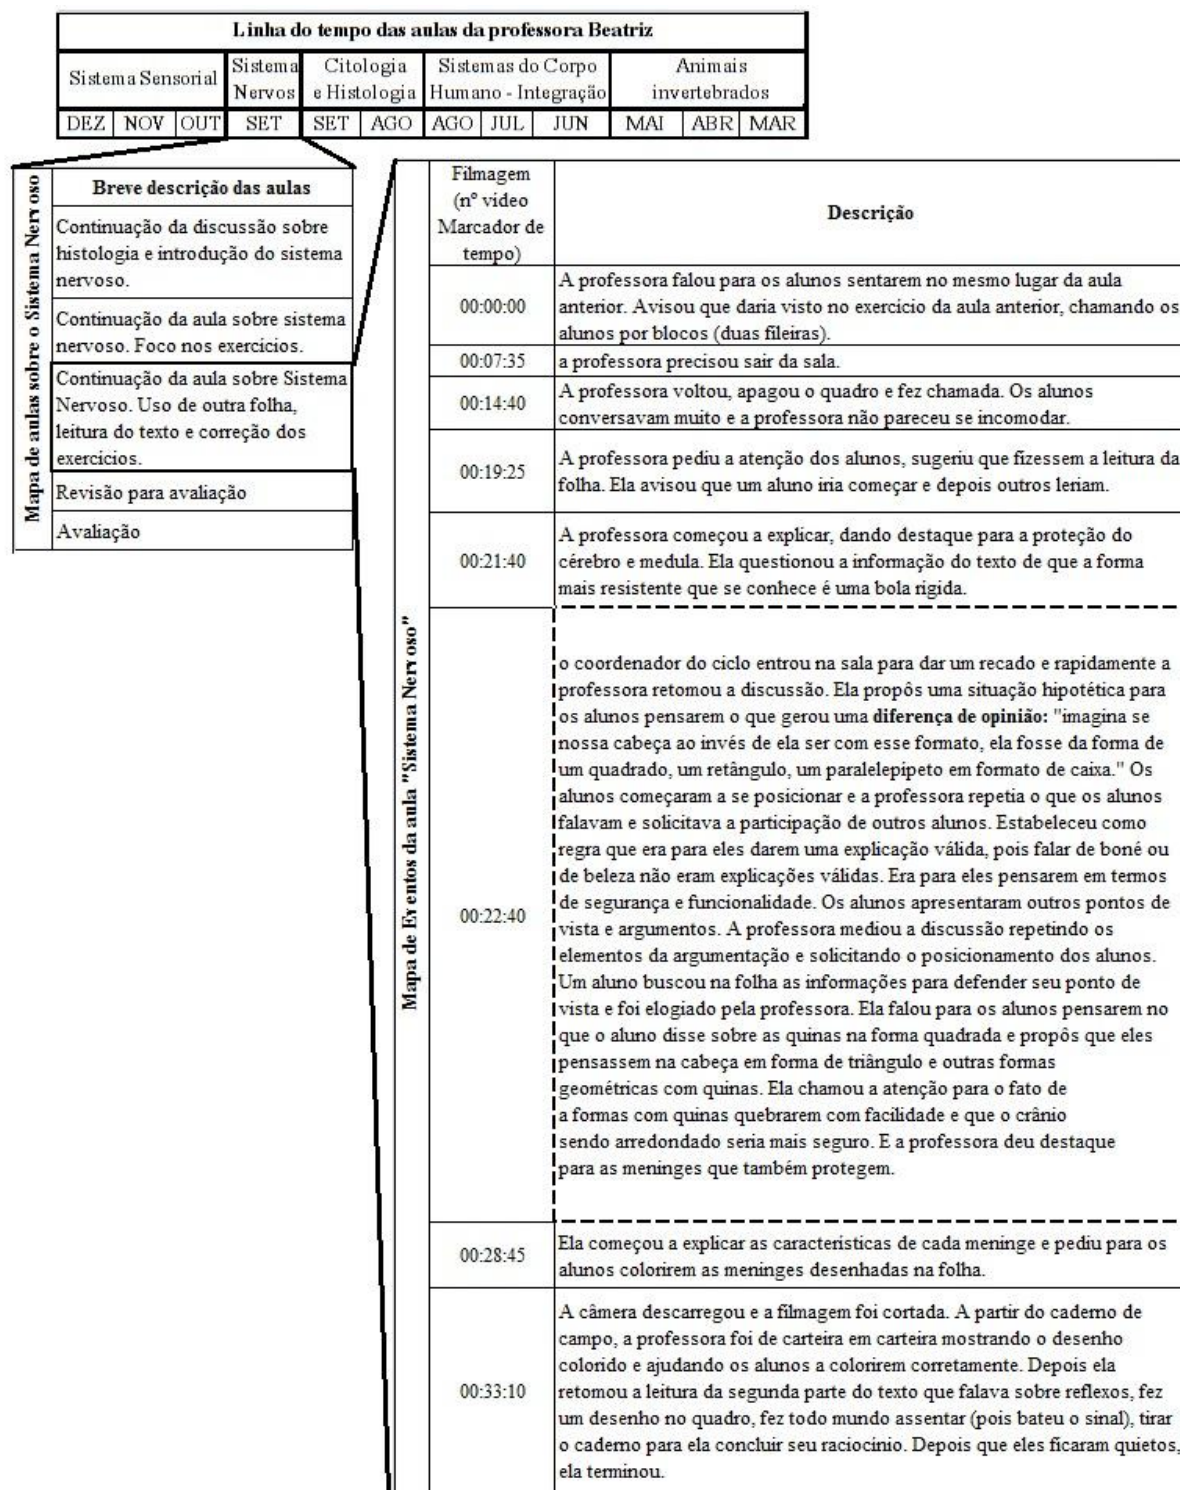 Linha do tempo das aulas da professora Beatriz
Sistema Sensorial
Sistema
Nervos
Citologia
e Histologia
Sistemas do Corpo
Humano - Integração
Animais
invertebrados
DEZ NOV OUT SET SET AGO AGO JUL JUN MAI ABR MAR
Mapa de aulas sobre o Sistema Nervoso
Breve descrição das aulas
Continuação da discussão sobre
histologia e introdução do sistema
nervoso.
Continuação da aula sobre sistema
nervoso. Foco nos exercícios.
Continuação da aula sobre Sistema
Nervoso. Uso de outra folha,
leitura do texto e correção dos
exercícios.
Revisão para avaliação
Avaliação
Mapa de Eventos da aula "Sistema Nervoso"
Filmagem
(nº video
Marcador de
tempo)
Descrição
00:00:00
A professora falou para os alunos sentarem no mesmo lugar da aula
anterior. Avisou que daria visto no exercício da aula anterior, chamando os
alunos por blocos (duas fileiras).
00:07:35
a professora precisou sair da sala.
00:14:40
A professora voltou, apagou o quadro e fez chamada. Os alunos
conversavam muito e a professora não pareceu se incomodar.
00:19:25
A professora pediu a atenção dos alunos, sugeriu que fizessem a leitura da
folha. Ela avisou que um aluno iria começar e depois outros leriam.
00:21:40
A professora começou a explicar, dando destaque para a proteção do
cérebro e medula. Ela questionou a informação do texto de que a forma
mais resistente que se conhece é uma bola rígida.
00:22:40
o coordenador do ciclo entrou na sala para dar um recado e rapidamente a
professora retomou a discussão. Ela propôs uma situação hipotética para
os alunos pensarem o que gerou uma diferença de opinião: "imagina se
nossa cabeça ao invés de ela ser com esse formato, ela fosse da forma de
um quadrado, um retângulo, um paralelepípeto em formato de caixa." Os
alunos começaram a se posicionar e a professora repetia o que os alunos
falavam e solicitava a participação de outros alunos. Estabeleceu como
regra que era para eles darem uma explicação válida, pois falar de boné ou
de beleza não eram explicações válidas. Era para eles pensarem em termos
de segurança e funcionalidade. Os alunos apresentaram outros pontos de
vista e argumentos. A professora mediou a discussão repetindo os
elementos da argumentação e solicitando o posicionamento dos alunos.
Um aluno buscou na folha as informações para defender seu ponto de
vista e foi elogiado pela professora. Ela falou para os alunos pensarem no
que o aluno disse sobre as quinas na forma quadrada e propôs que eles
pensassem na cabeça em forma de triângulo e outras formas
geométricas com quinas. Ela chamou a atenção para o fato de
a formas com quinas quebrarem com facilidade e que o crânio
sendo arredondado seria mais seguro. E a professora deu destaque
para as meninges que também protegem.
00:28:45
Ela começou a explicar as características de cada meninge e pediu para os
alunos colorirem as meninges desenhadas na folha.
00:33:10
A câmera descarregou e a filmagem foi cortada. A partir do caderno de
campo, a professora foi de carteira em carteira mostrando o desenho
colorido e ajudando os alunos a colorirem corretamente. Depois ela
retomou a leitura da segunda parte do texto que falava sobre reflexos, fez
um desenho no quadro, fez todo mundo assentar (pois bateu o sinal), tirar
o caderno para ela concluir seu raciocínio. Depois que eles ficaram quietos,
ela terminou.